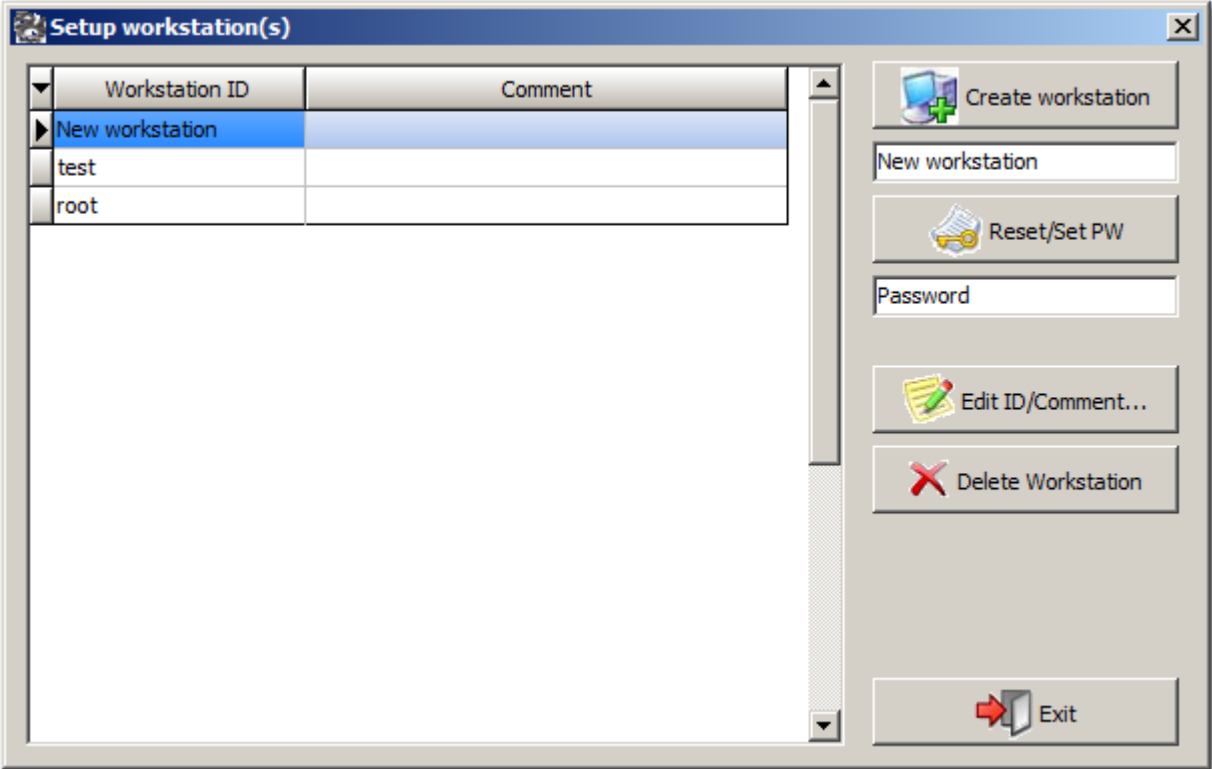 Setup workstation(s)
Workstation ID Comment
New workstation
test
root
Create workstation
New workstation
Reset/Set PW
Password
Edit ID/Comment...
Delete Workstation
Exit